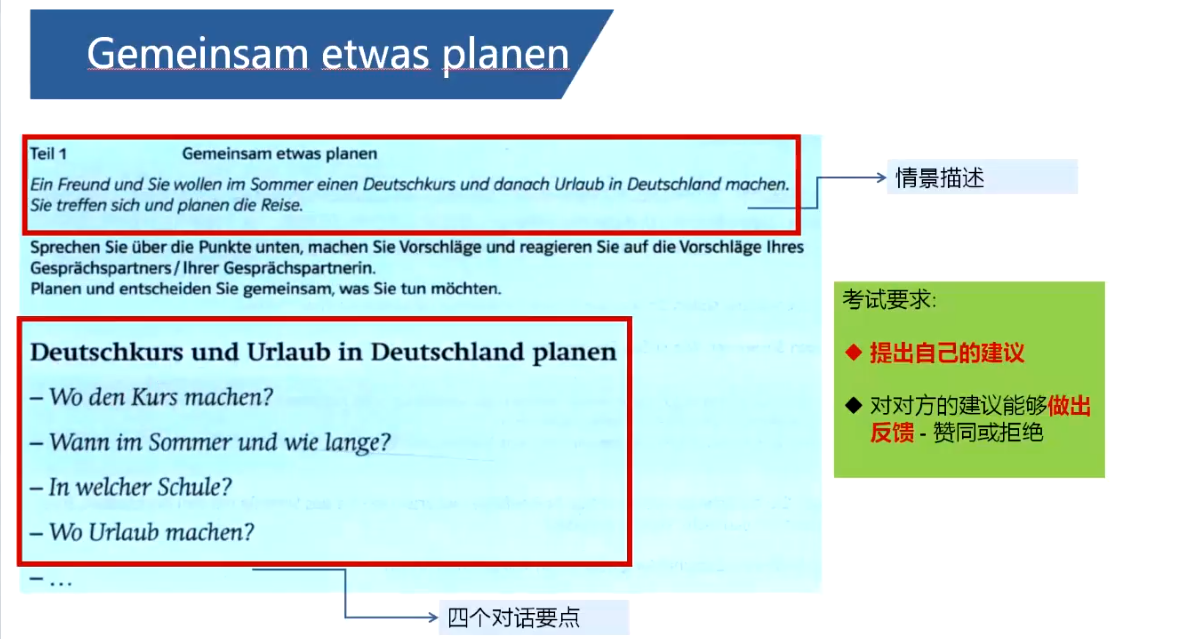 Gemeinsam etwas planen
Teil 1 Gemeinsam etwas planen
Ein Freund und Sie wollen im Sommer einen Deutschkurs und danach Urlaub in Deutschland machen.
Sie treffen sich und planen die Reise.
情景描述
Sprechen Sie über die Punkte unten, machen Sie Vorschläge und reagieren Sie auf die Vorschläge Ihres
Gesprächspartners / Ihrer Gesprächspartnerin.
Planen und entscheiden Sie gemeinsam, was Sie tun möchten.
Deutschkurs und Urlaub in Deutschland planen
– Wo den Kurs machen?
– Wann im Sommer und wie lange?
– In welcher Schule?
– Wo Urlaub machen?
– ...
四个对话要点
考试要求:
◆ 提出自己的建议
◆ 对对方的建议能够做出
反馈 - 赞同或拒绝